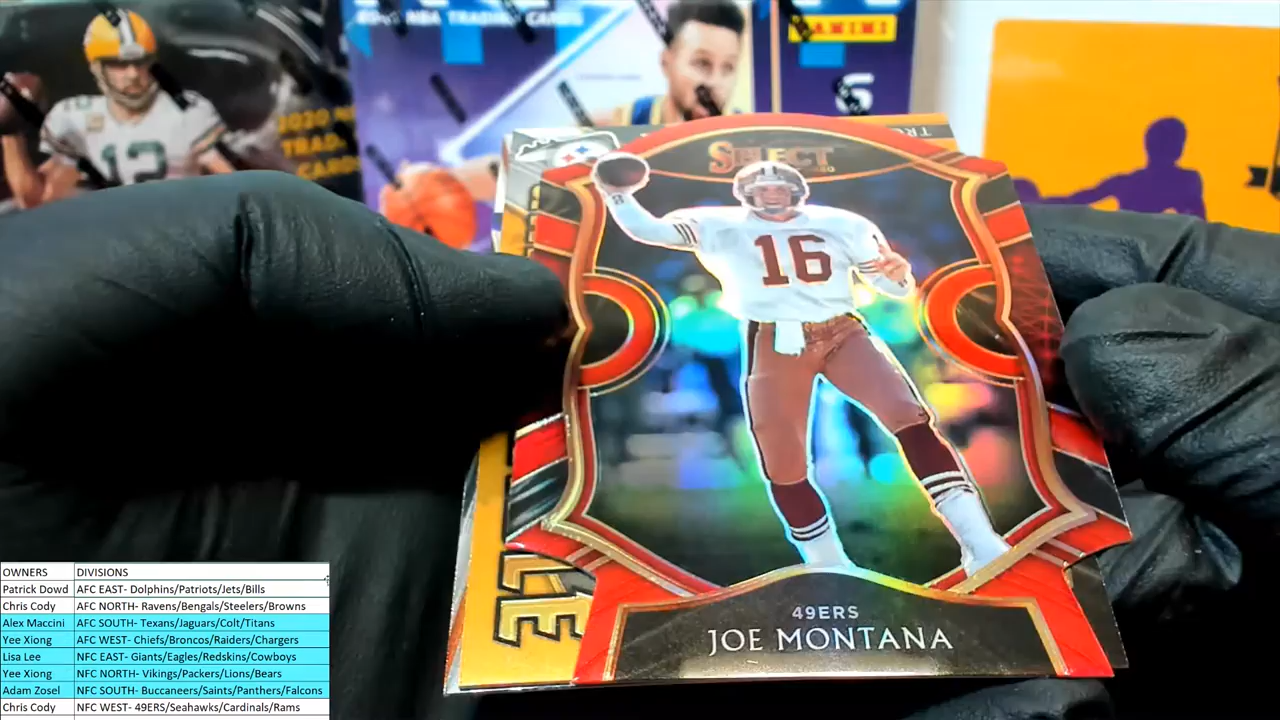 NBA TRADING CARDS
PANINI
12
2020 N
TRAD.
CARD
SELECT
16
49ERS
JOE MONTANA
OWNERS DIVISIONS
Patrick Dowd AFC EAST- Dolphins/Patriots/Jets/Bills
Chris Cody AFC NORTH- Ravens/Bengals/Steelers/Browns
Alex Maccini AFC SOUTH- Texans/Jaguars/Colt/Titans
Yee Xiong AFC WEST- Chiefs/Broncos/Raiders/Chargers
Lisa Lee NFC EAST- Giants/Eagles/Redskins/Cowboys
Yee Xiong NFC NORTH- Vikings/Packers/Lions/Bears
Adam Zosel NFC SOUTH- Buccaneers/Saints/Panthers/Falcons
Chris Cody NFC WEST- 49ERS/Seahawks/Cardinals/Rams